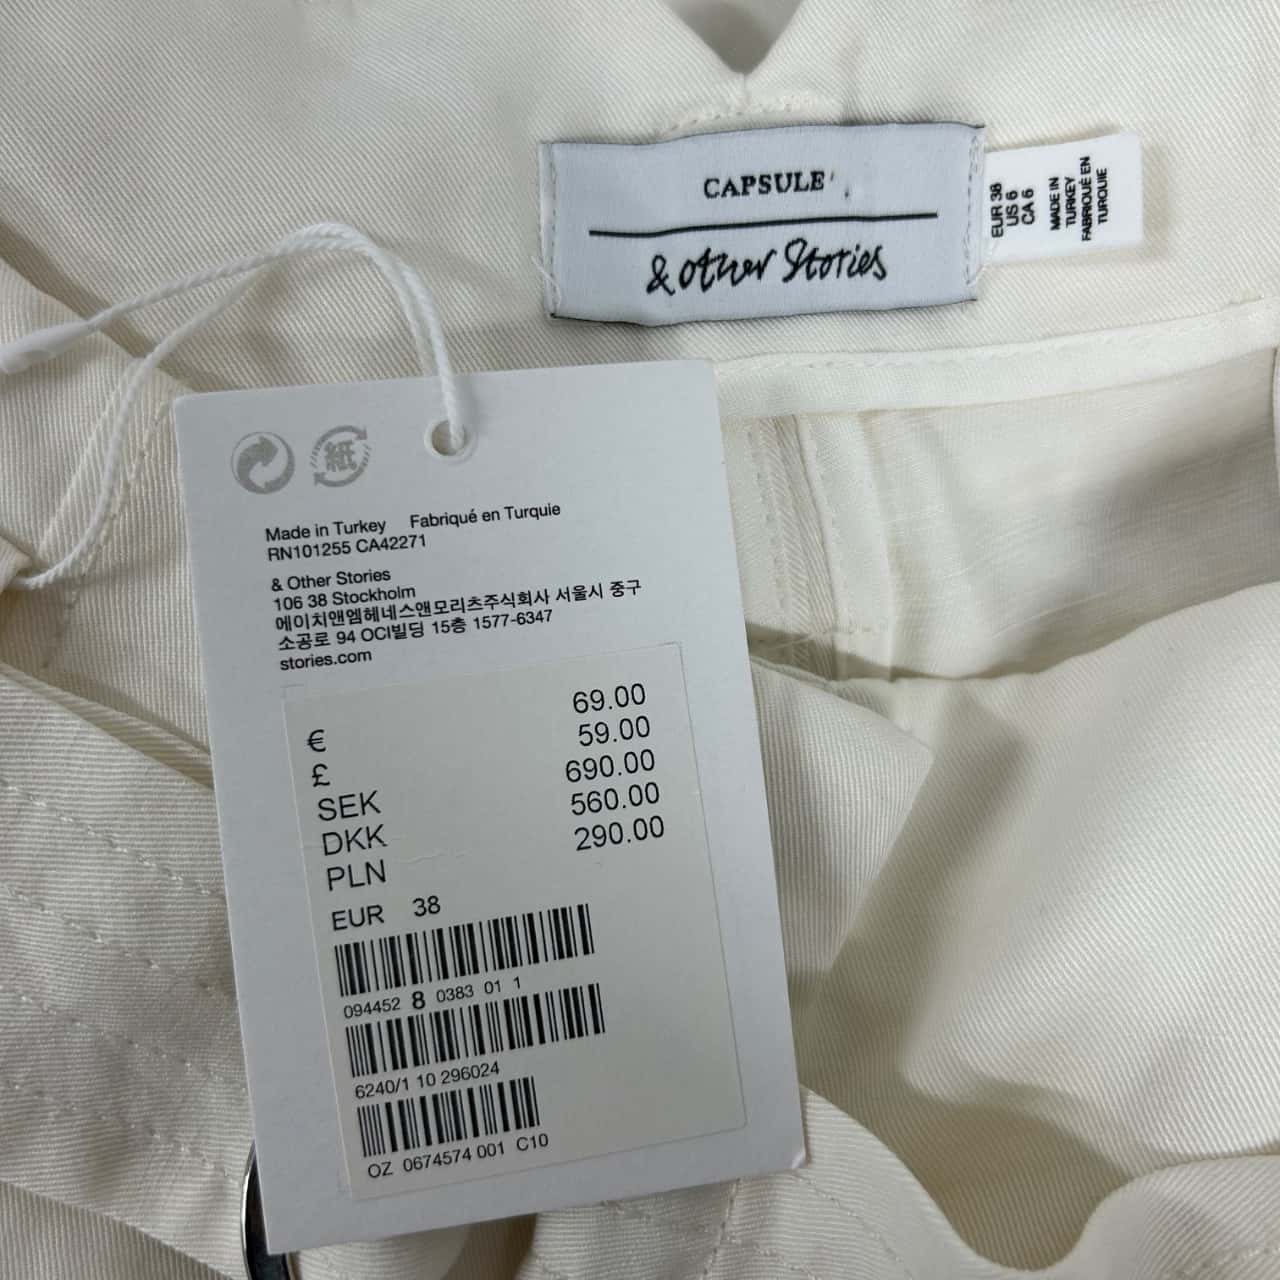 CAPSULE
& Other Stories
EUR 38
US 6
CA 6
MADE IN
TURKEY
FABRIQUÉ EN
TURQUIE
紙
Made in Turkey Fabriqué en Turquie
RN101255 CA42271
& Other Stories
106 38 Stockholm
에이치앤엠헤네스앤모리츠주식회사 서울시 중구
소공로 94 OCI빌딩 15층 1577-6347
stories.com
€ 69.00
£ 59.00
SEK 690.00
DKK 560.00
PLN 290.00
EUR 38
094452 8 0383 01 1
6240/1 10 296024
OZ 0674574 001 C10